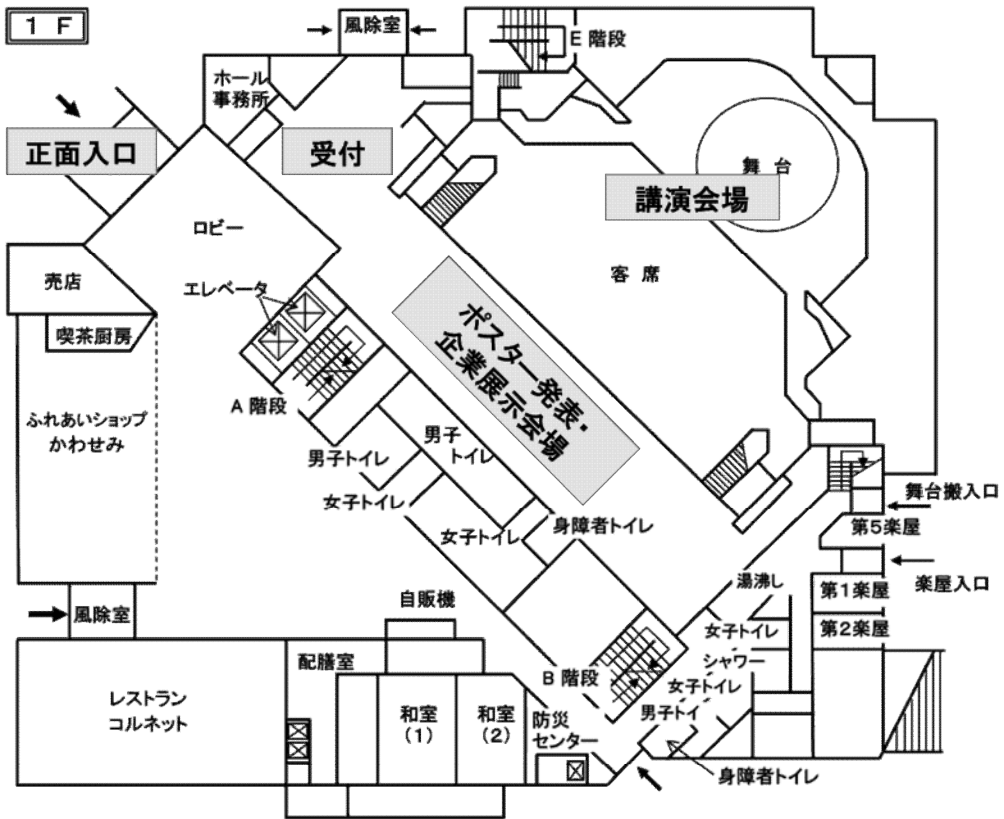 1 F
風除室
E 階段
ホール
事務所
正面入口
受付
舞 台
講演会場
ロビー
客 席
売店
エレベータ
喫茶厨房
ポスター発表・
企業展示会場
A 階段
ふれあいショップ
かわせみ
男子
トイレ
男子トイレ
女子トイレ
女子トイレ
身障者トイレ
舞台搬入口
第5楽屋
楽屋入口
湯沸し
第1楽屋
自販機
風除室
女子トイレ
第2楽屋
配膳室
シャワー
B 階段
女子トイレ
レストラン
コルネット
和室
(1)
和室
(2)
防災
センター
男子トイ
身障者トイレ